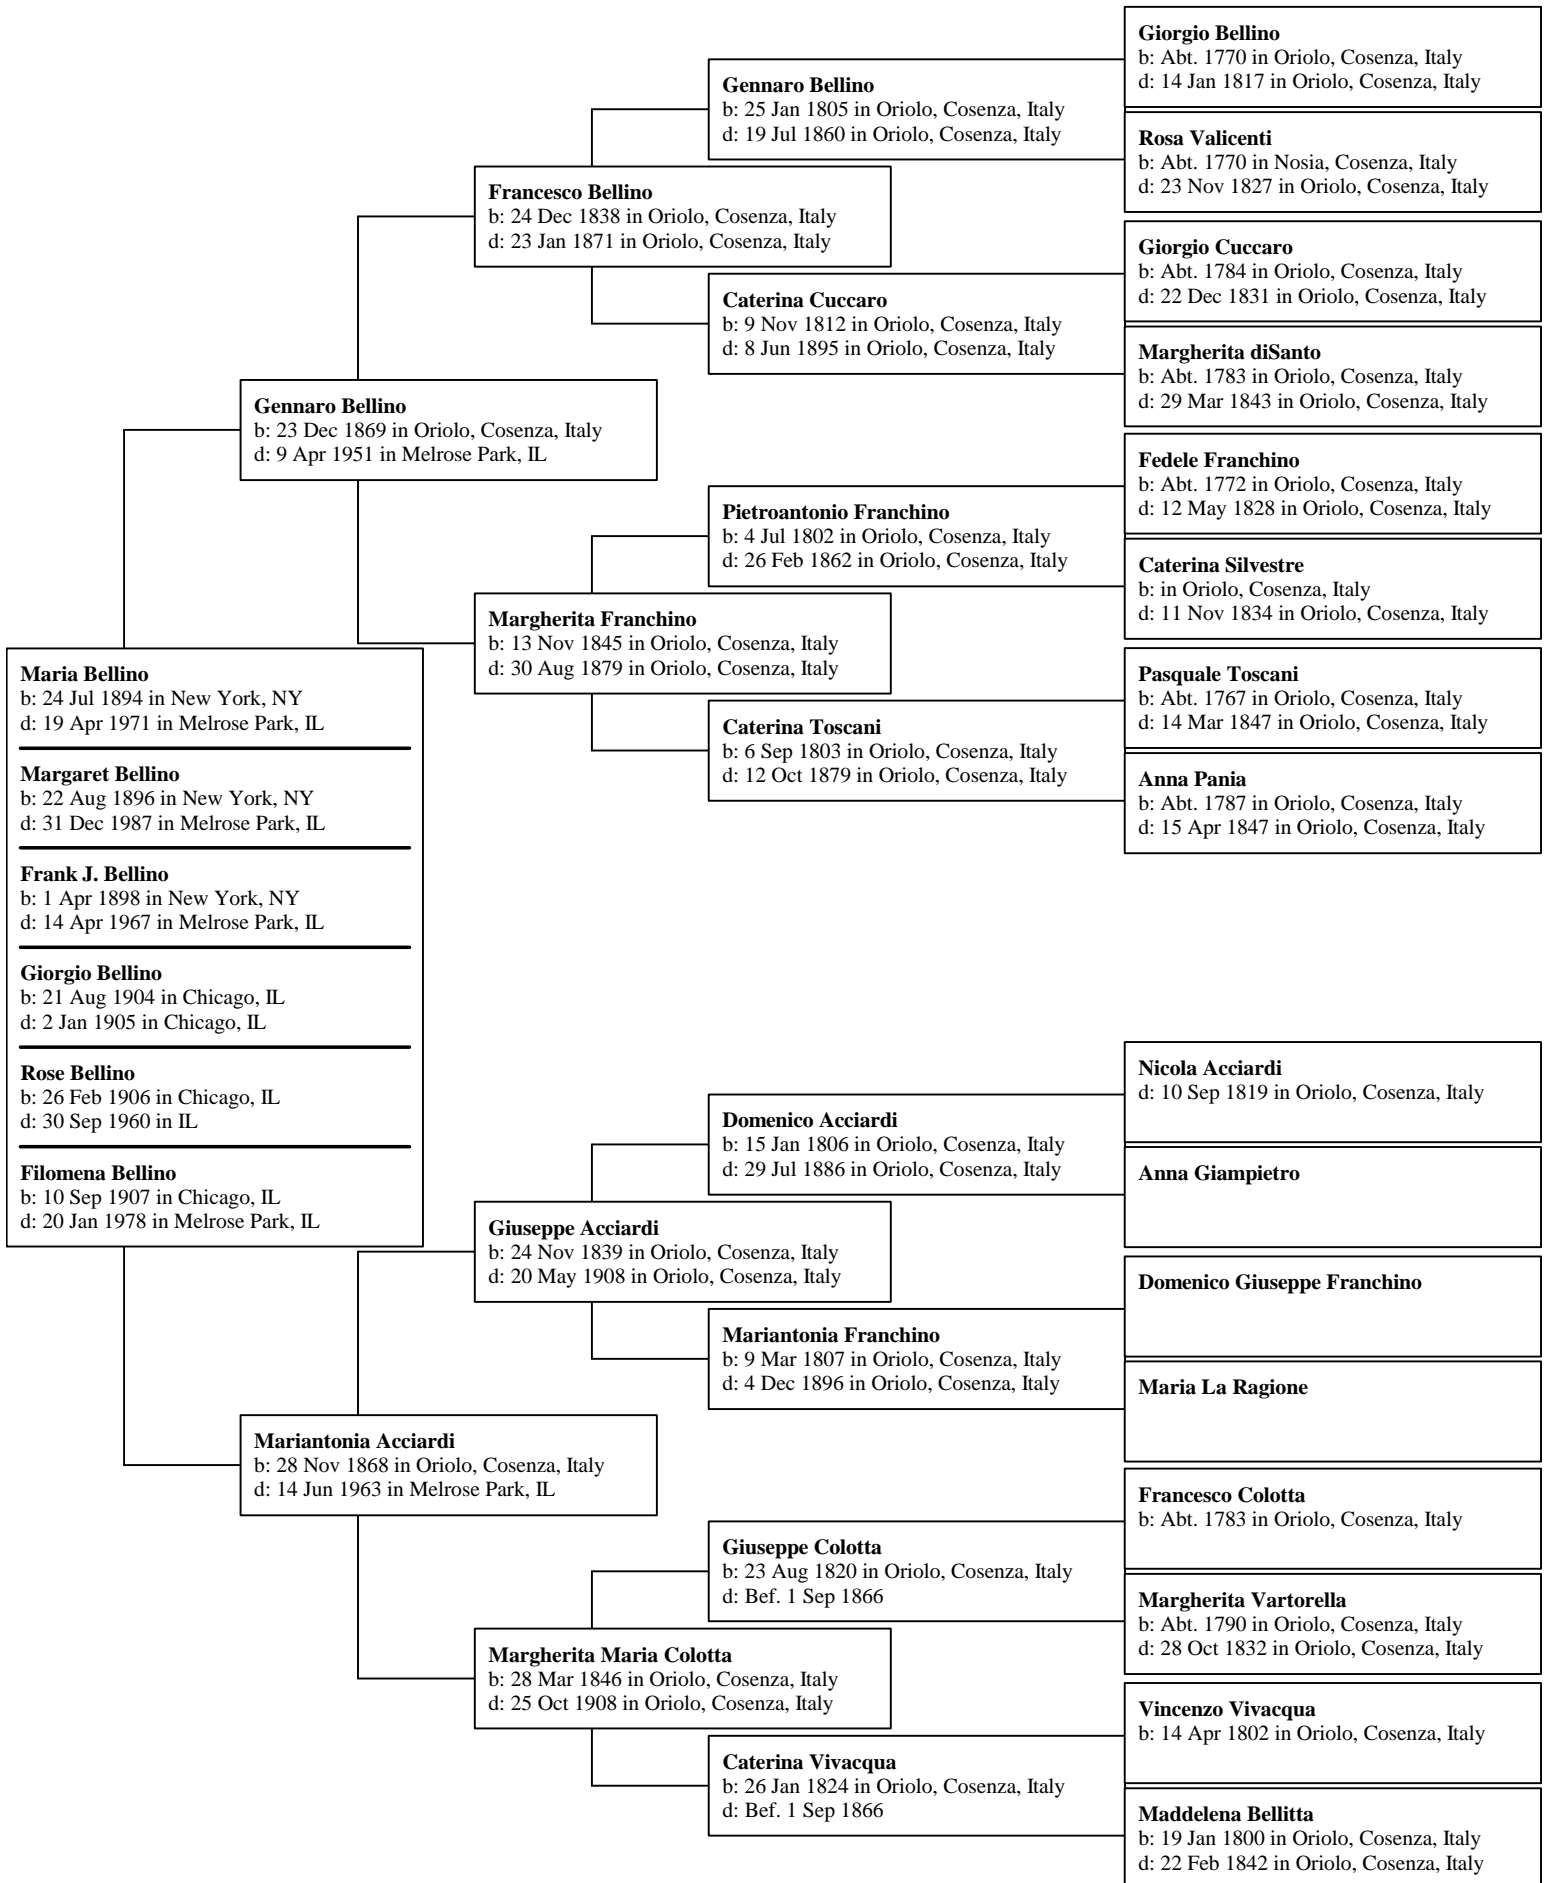 Giorgio Bellino
b: Abt. 1770 in Oriolo, Cosenza, Italy
d: 14 Jan 1817 in Oriolo, Cosenza, Italy
Gennaro Bellino
b: 25 Jan 1805 in Oriolo, Cosenza, Italy
d: 19 Jul 1860 in Oriolo, Cosenza, Italy
Rosa Valicenti
b: Abt. 1770 in Nosia, Cosenza, Italy
d: 23 Nov 1827 in Oriolo, Cosenza, Italy
Francesco Bellino
b: 24 Dec 1838 in Oriolo, Cosenza, Italy
d: 23 Jan 1871 in Oriolo, Cosenza, Italy
Giorgio Cuccaro
b: Abt. 1784 in Oriolo, Cosenza, Italy
d: 22 Dec 1831 in Oriolo, Cosenza, Italy
Caterina Cuccaro
b: 9 Nov 1812 in Oriolo, Cosenza, Italy
d: 8 Jun 1895 in Oriolo, Cosenza, Italy
Margherita diSanto
b: Abt. 1783 in Oriolo, Cosenza, Italy
d: 29 Mar 1843 in Oriolo, Cosenza, Italy
Gennaro Bellino
b: 23 Dec 1869 in Oriolo, Cosenza, Italy
d: 9 Apr 1951 in Melrose Park, IL
Fedele Franchino
b: Abt. 1772 in Oriolo, Cosenza, Italy
d: 12 May 1828 in Oriolo, Cosenza, Italy
Pietroantonio Franchino
b: 4 Jul 1802 in Oriolo, Cosenza, Italy
d: 26 Feb 1862 in Oriolo, Cosenza, Italy
Caterina Silvestre
b: in Oriolo, Cosenza, Italy
d: 11 Nov 1834 in Oriolo, Cosenza, Italy
Margherita Franchino
b: 13 Nov 1845 in Oriolo, Cosenza, Italy
d: 30 Aug 1879 in Oriolo, Cosenza, Italy
Pasquale Toscani
b: Abt. 1767 in Oriolo, Cosenza, Italy
d: 14 Mar 1847 in Oriolo, Cosenza, Italy
Caterina Toscani
b: 6 Sep 1803 in Oriolo, Cosenza, Italy
d: 12 Oct 1879 in Oriolo, Cosenza, Italy
Anna Pania
b: Abt. 1787 in Oriolo, Cosenza, Italy
d: 15 Apr 1847 in Oriolo, Cosenza, Italy
Maria Bellino
b: 24 Jul 1894 in New York, NY
d: 19 Apr 1971 in Melrose Park, IL
Margaret Bellino
b: 22 Aug 1896 in New York, NY
d: 31 Dec 1987 in Melrose Park, IL
Frank J. Bellino
b: 1 Apr 1898 in New York, NY
d: 14 Apr 1967 in Melrose Park, IL
Giorgio Bellino
b: 21 Aug 1904 in Chicago, IL
d: 2 Jan 1905 in Chicago, IL
Rose Bellino
b: 26 Feb 1906 in Chicago, IL
d: 30 Sep 1960 in IL
Filomena Bellino
b: 10 Sep 1907 in Chicago, IL
d: 20 Jan 1978 in Melrose Park, IL
Nicola Acciardi
d: 10 Sep 1819 in Oriolo, Cosenza, Italy
Domenico Acciardi
b: 15 Jan 1806 in Oriolo, Cosenza, Italy
d: 29 Jul 1886 in Oriolo, Cosenza, Italy
Anna Giampietro
Giuseppe Acciardi
b: 24 Nov 1839 in Oriolo, Cosenza, Italy
d: 20 May 1908 in Oriolo, Cosenza, Italy
Domenico Giuseppe Franchino
Mariantonia Franchino
b: 9 Mar 1807 in Oriolo, Cosenza, Italy
d: 4 Dec 1896 in Oriolo, Cosenza, Italy
Maria La Ragione
Mariantonia Acciardi
b: 28 Nov 1868 in Oriolo, Cosenza, Italy
d: 14 Jun 1963 in Melrose Park, IL
Francesco Colotta
b: Abt. 1783 in Oriolo, Cosenza, Italy
Giuseppe Colotta
b: 23 Aug 1820 in Oriolo, Cosenza, Italy
d: Bef. 1 Sep 1866
Margherita Vartorella
b: Abt. 1790 in Oriolo, Cosenza, Italy
d: 28 Oct 1832 in Oriolo, Cosenza, Italy
Margherita Maria Colotta
b: 28 Mar 1846 in Oriolo, Cosenza, Italy
d: 25 Oct 1908 in Oriolo, Cosenza, Italy
Vincenzo Vivacqua
b: 14 Apr 1802 in Oriolo, Cosenza, Italy
Caterina Vivacqua
b: 26 Jan 1824 in Oriolo, Cosenza, Italy
d: Bef. 1 Sep 1866
Maddelena Bellitta
b: 19 Jan 1800 in Oriolo, Cosenza, Italy
d: 22 Feb 1842 in Oriolo, Cosenza, Italy